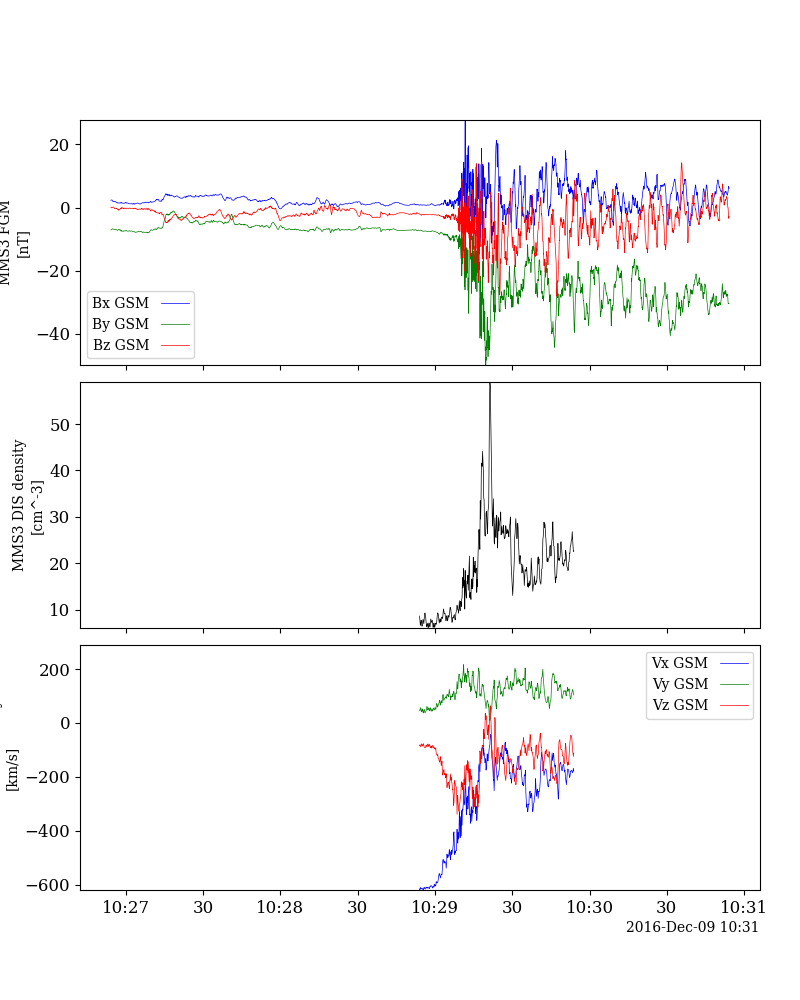 20
0
−20
−40
MMS3 FGM
[nT]
Bx GSM
By GSM
Bz GSM
50
40
30
20
10
MMS3 DIS density
[cm^-3]
200
0
−200
−400
−600
[km/s]
Vx GSM
Vy GSM
Vz GSM
10:27 30 10:28 30 10:29 30 10:30 30 10:31
2016-Dec-09 10:31